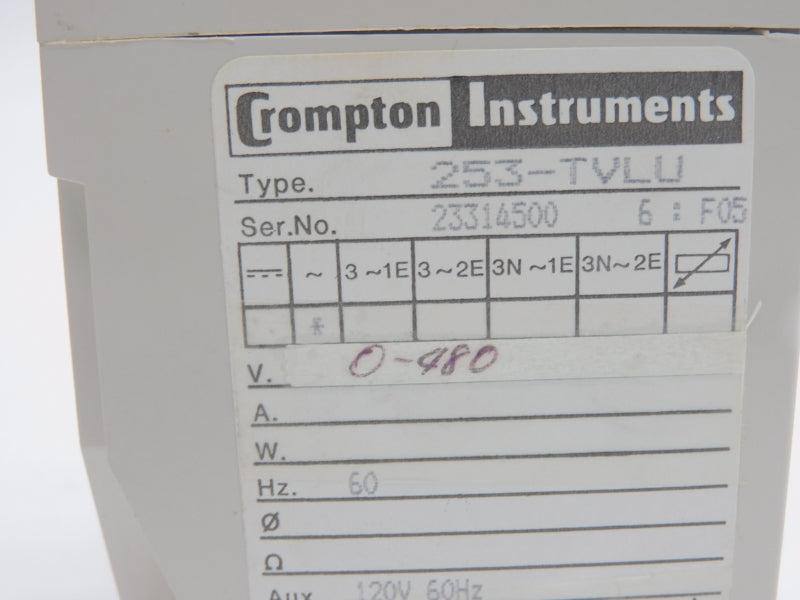 Crompton Instruments
Type. 253-TVLU
Ser.No. 23314500 6 : F05
~ 3~1E 3~2E 3N~1E 3N~2E
*
V. 0-480
A.
W.
Hz. 60
Ø
Ω
Aux 120V 60Hz